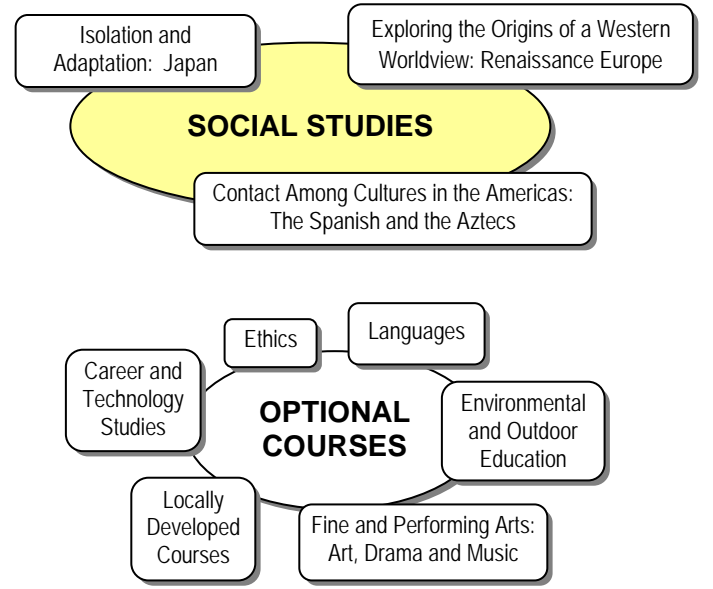 Isolation and
Adaptation: Japan
Exploring the Origins of a Western
Worldview: Renaissance Europe
SOCIAL STUDIES
Contact Among Cultures in the Americas:
The Spanish and the Aztecs
Ethics
Languages
Career and
Technology
Studies
OPTIONAL
COURSES
Environmental
and Outdoor
Education
Locally
Developed
Courses
Fine and Performing Arts:
Art, Drama and Music